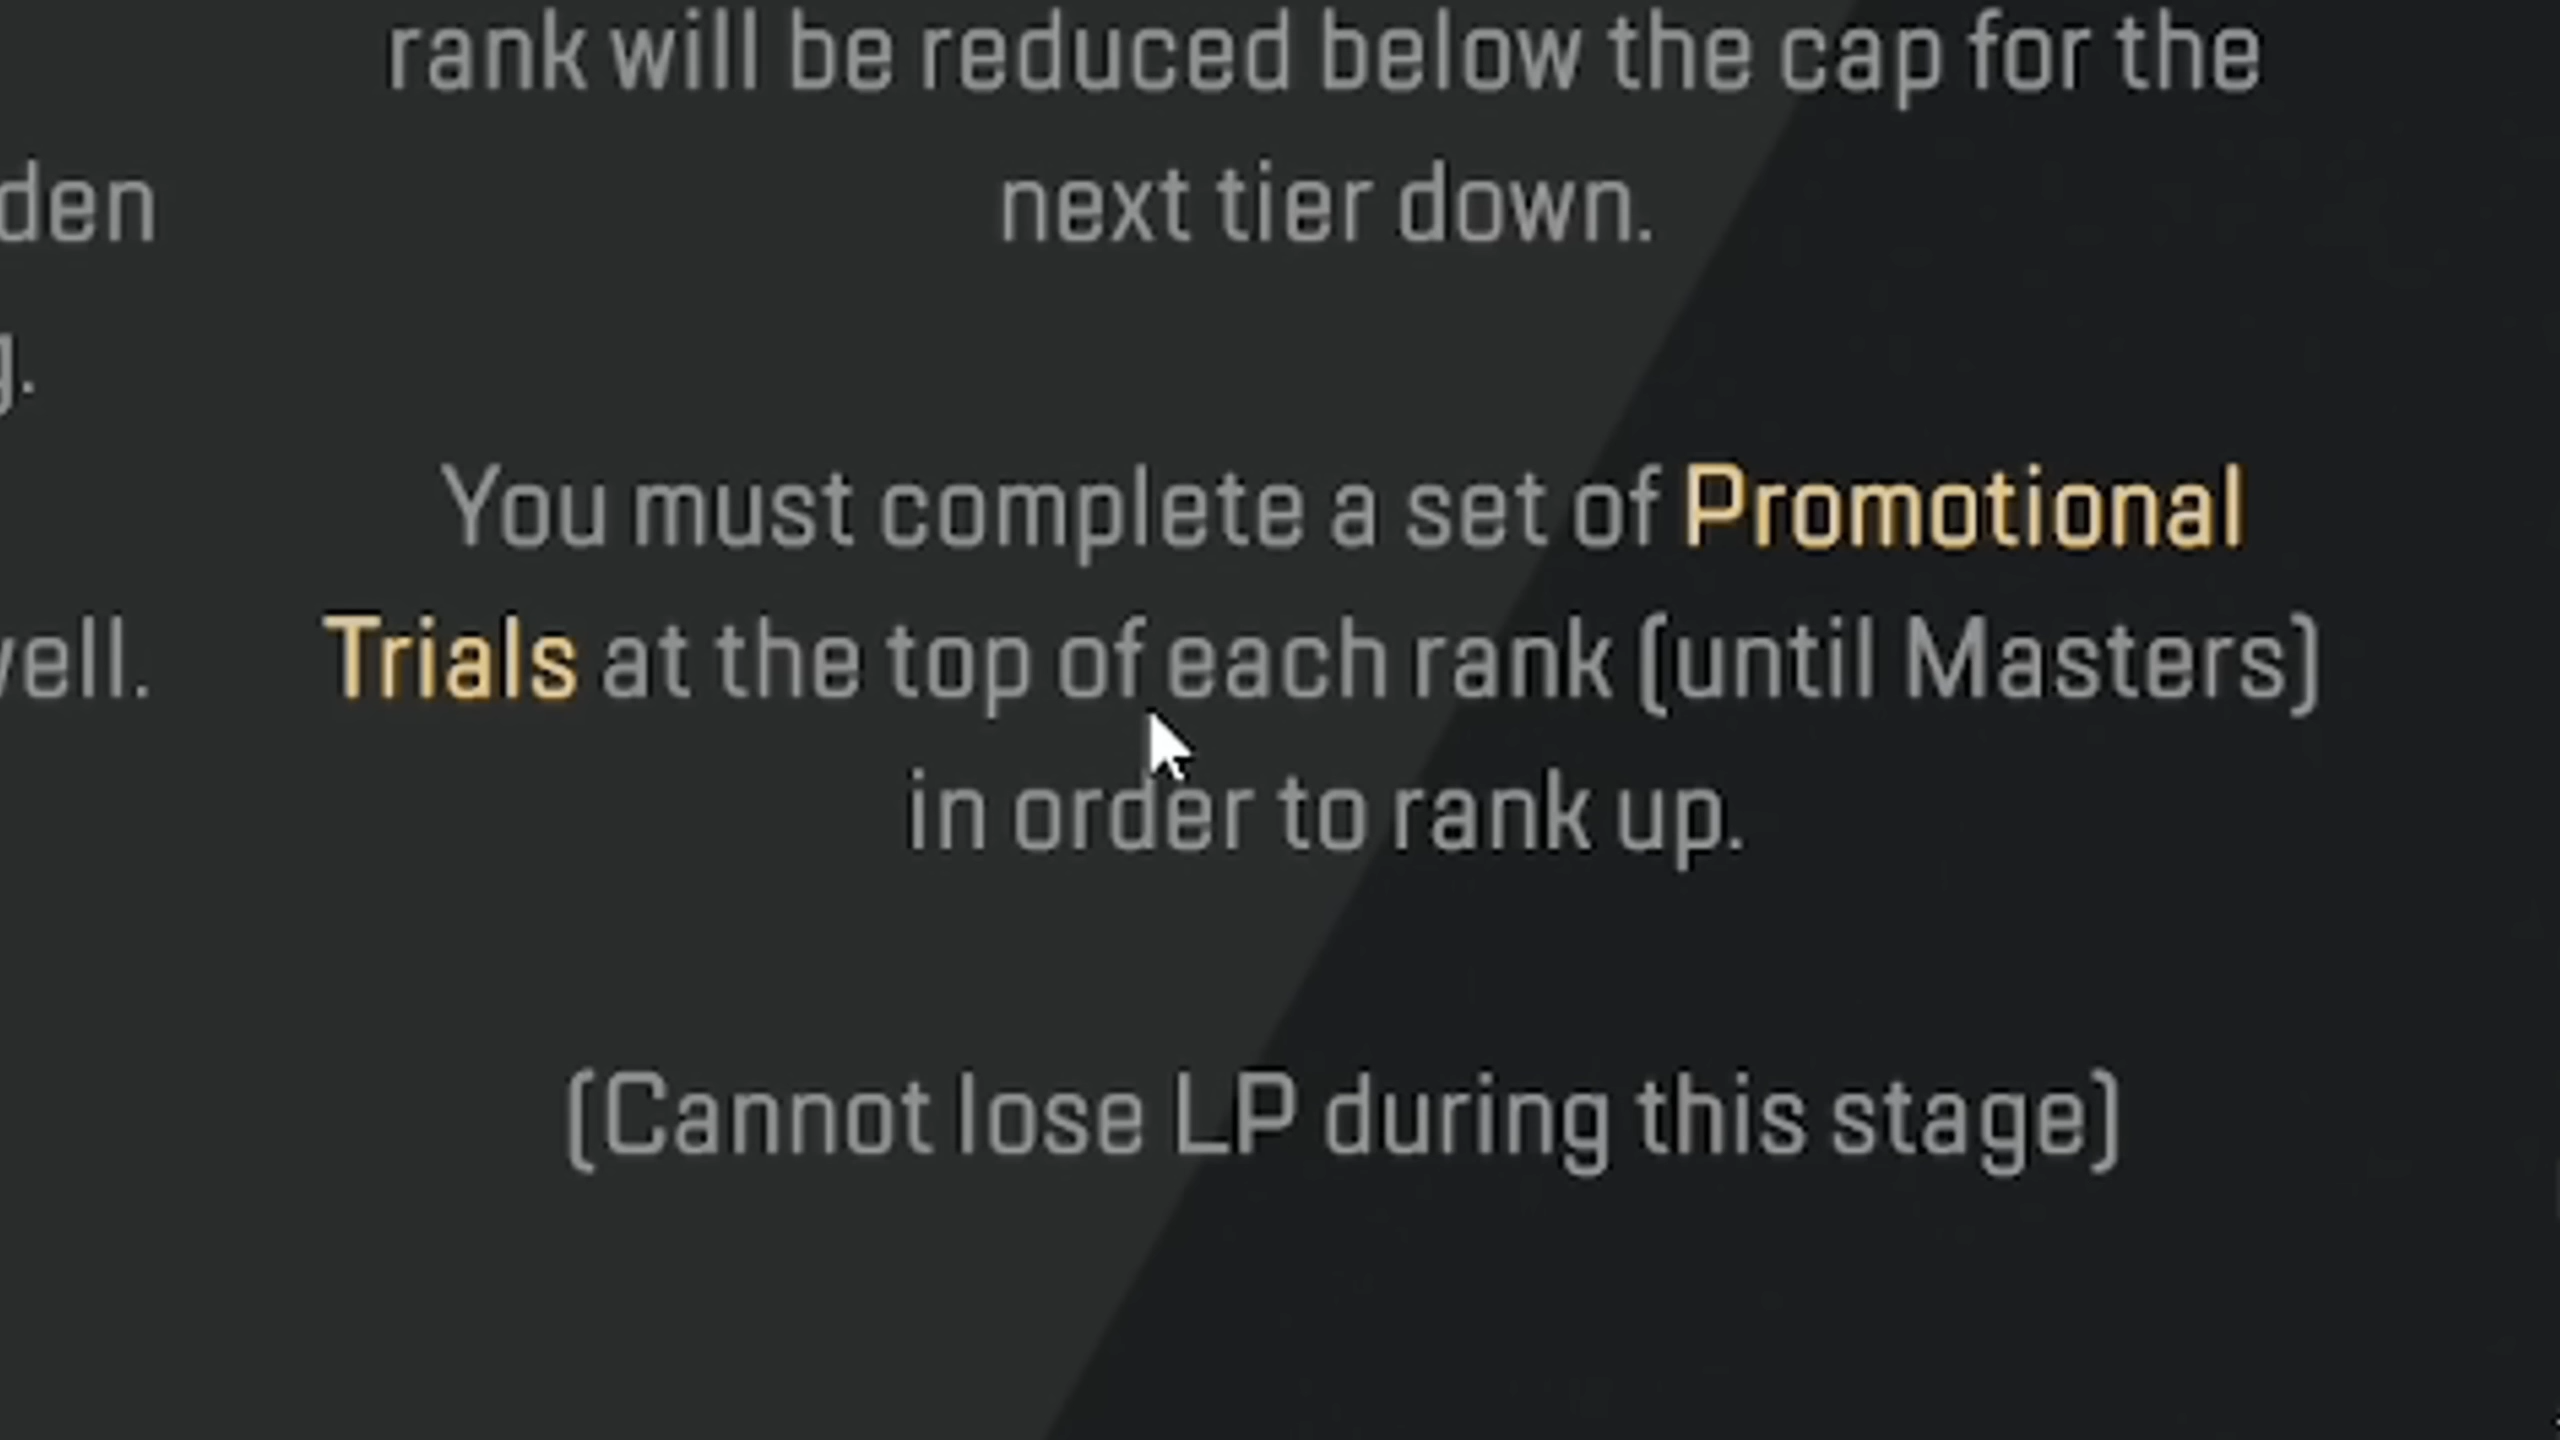 rank will be reduced below the cap for the
next tier down.
You must complete a set of Promotional
Trials at the top of each rank (until Masters)
in order to rank up.
(Cannot lose LP during this stage)